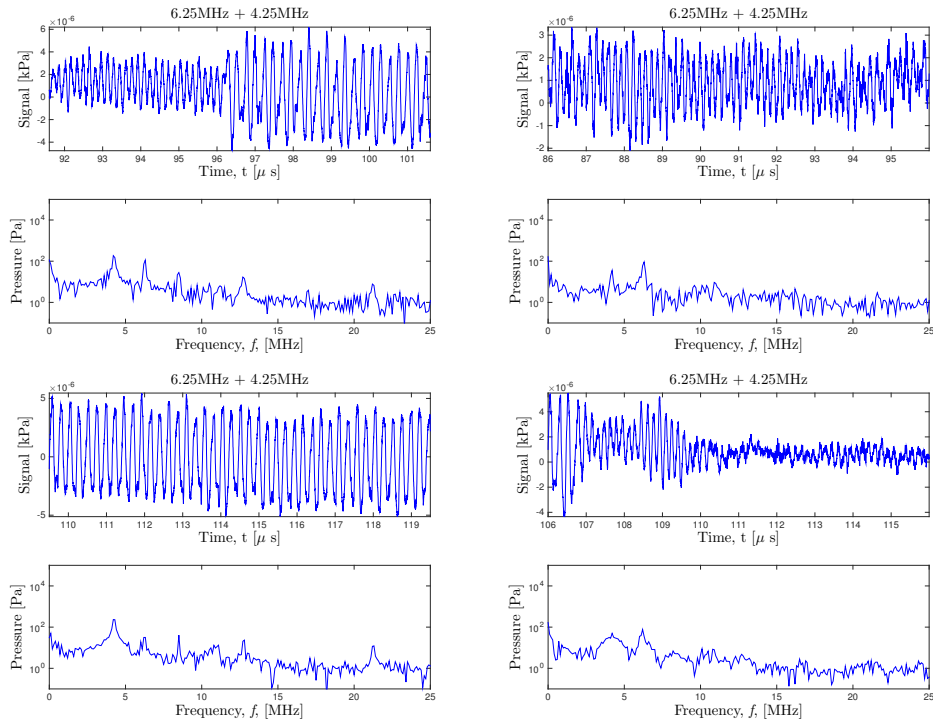 6.25MHz + 4.25MHz
×10⁻⁶
6
4
2
0
-2
-4
Signal [kPa]
92 93 94 95 96 97 98 99 100 101
Time, t [μ s]
10⁴
10²
10⁰
Pressure [Pa]
0 5 10 15 20 25
Frequency, f, [MHz]
6.25MHz + 4.25MHz
×10⁻⁶
3
2
1
0
-1
-2
Signal [kPa]
86 87 88 89 90 91 92 93 94 95
Time, t [μ s]
10⁴
10²
10⁰
Pressure [Pa]
0 5 10 15 20 25
Frequency, f, [MHz]
6.25MHz + 4.25MHz
×10⁻⁶
5
0
-5
Signal [kPa]
110 111 112 113 114 115 116 117 118 119
Time, t [μ s]
10⁴
10²
10⁰
Pressure [Pa]
0 5 10 15 20 25
Frequency, f, [MHz]
6.25MHz + 4.25MHz
×10⁻⁶
4
2
0
-2
-4
Signal [kPa]
106 107 108 109 110 111 112 113 114 115
Time, t [μ s]
10⁴
10²
10⁰
Pressure [Pa]
0 5 10 15 20 25
Frequency, f, [MHz]